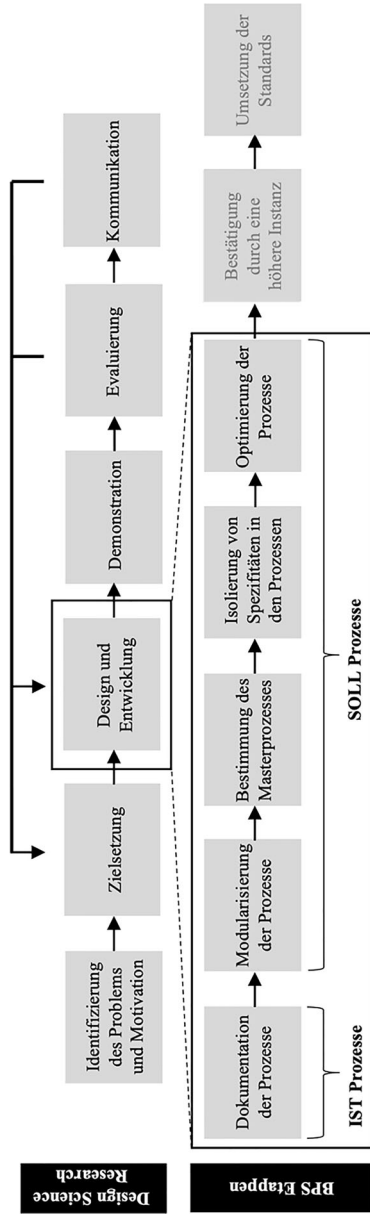 Design Science
Research
Identifizierung
des Problems
und Motivation
Zielsetzung
Design und
Entwicklung
Demonstration
Evaluierung
Kommunikation
BPS Etappen
Dokumentation
der Prozesse
Modularisierung
der Prozesse
Bestimmung des
Masterprozesses
Isolierung von
Spezifitäten in
den Prozessen
Optimierung der
Prozesse
Bestätigung
durch eine
höhere Instanz
Umsetzung der
Standards
IST Prozesse
SOLL Prozesse